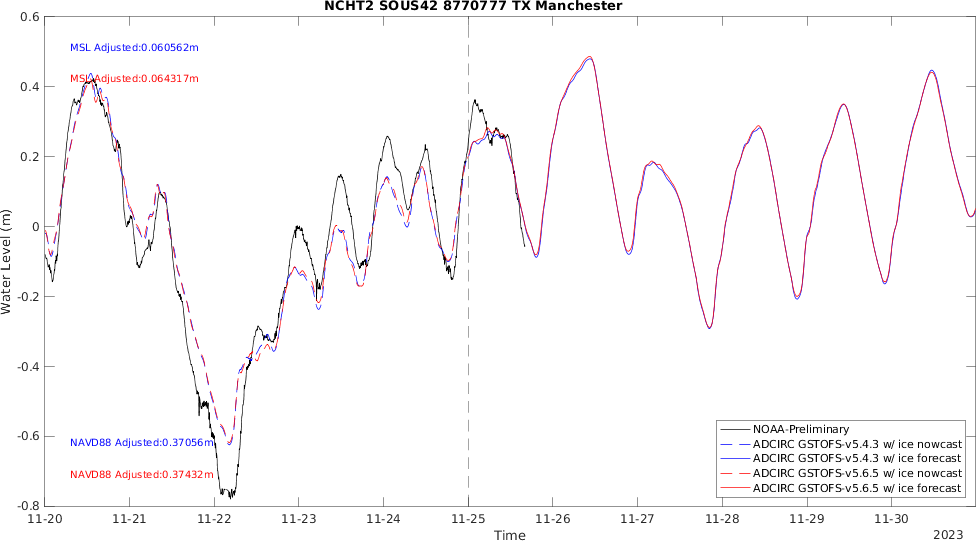 NCHT2 SOUS42 8770777 TX Manchester
0.6
MSL Adjusted:0.060562m
MSL Adjusted:0.064317m
0.4
0.2
0
-0.2
-0.4
-0.6
-0.8
Water Level (m)
NAVD88 Adjusted:0.37056m
NAVD88 Adjusted:0.37432m
NOAA-Preliminary
ADCIRC GSTOFS-v5.4.3 w/ ice nowcast
ADCIRC GSTOFS-v5.4.3 w/ ice forecast
ADCIRC GSTOFS-v5.6.5 w/ ice nowcast
ADCIRC GSTOFS-v5.6.5 w/ ice forecast
11-20 11-21 11-22 11-23 11-24 11-25 11-26 11-27 11-28 11-29 11-30
Time
2023